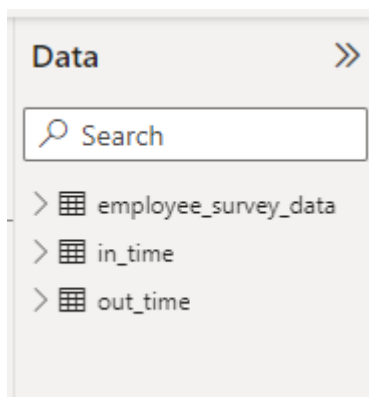 Data
Search
employee_survey_data
in_time
out_time